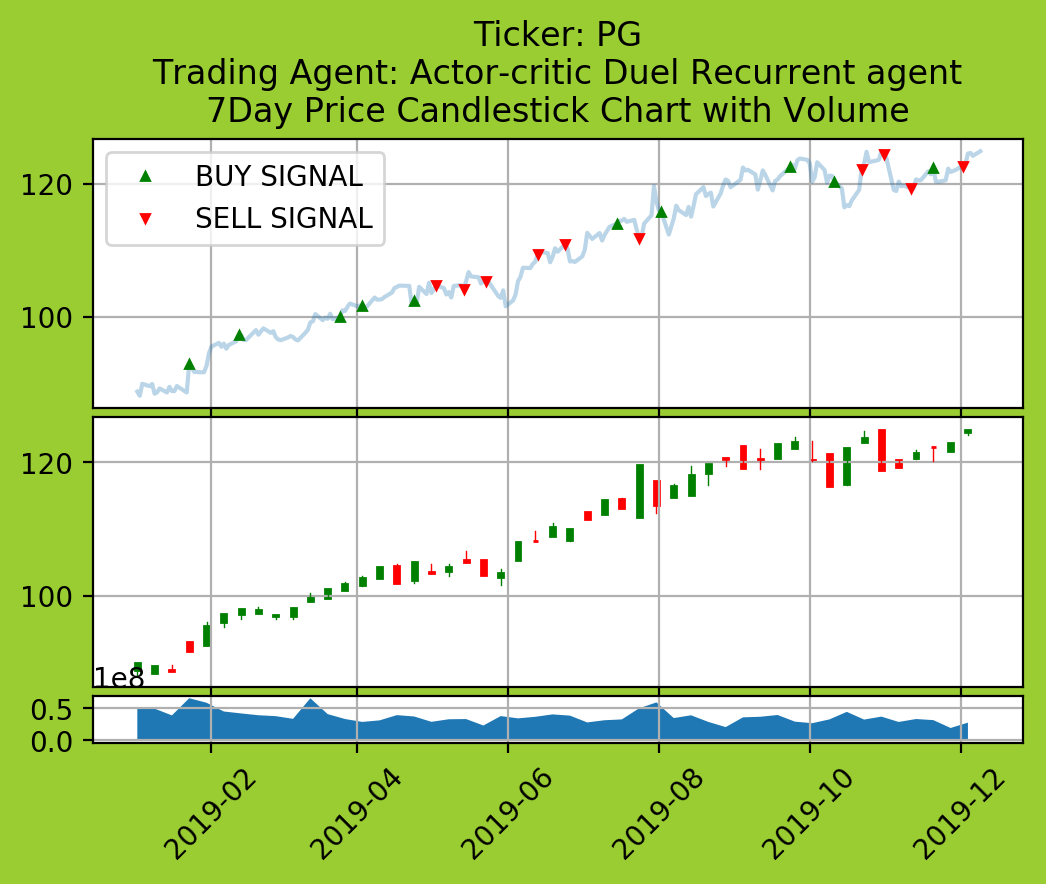 Ticker: PG
Trading Agent: Actor-critic Duel Recurrent agent
7Day Price Candlestick Chart with Volume
BUY SIGNAL
SELL SIGNAL
120
100
120
100
1e8
0.5
0.0
2019-02
2019-04
2019-06
2019-08
2019-10
2019-12